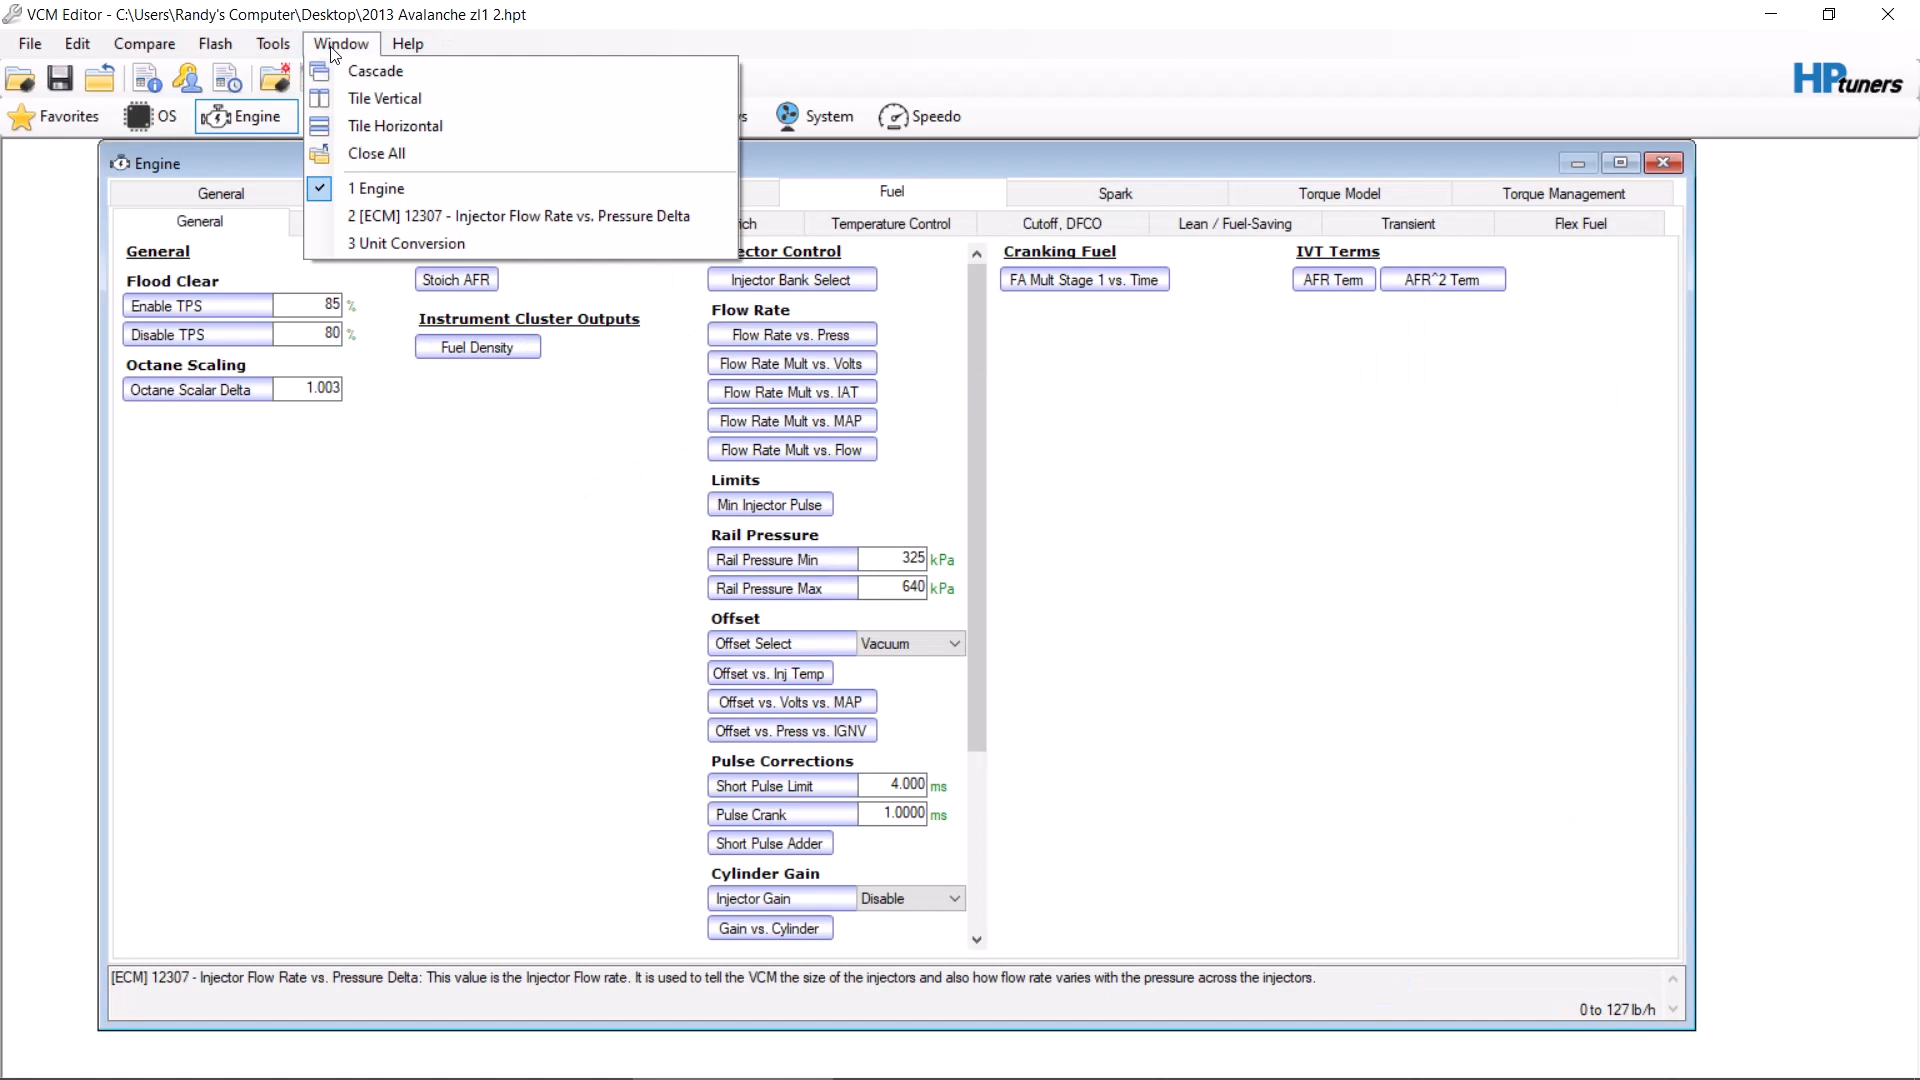 VCM Editor - C:\Users\Randy's Computer\Desktop\2013 Avalanche zl1 2.hpt
File Edit Compare Flash Tools Window Help
HPtuners
Favorites OS Engine System Speedo
Cascade
Tile Vertical
Tile Horizontal
Close All
1 Engine
2 [ECM] 12307 - Injector Flow Rate vs. Pressure Delta
3 Unit Conversion
Engine
General Fuel Spark Torque Model Torque Management
General Temperature Control Cutoff, DFCO Lean / Fuel-Saving Transient Flex Fuel
General
Flood Clear
Enable TPS 85 %
Disable TPS 80 %
Octane Scaling
Octane Scalar Delta 1.003
Stoich AFR
Instrument Cluster Outputs
Fuel Density
ector Control
Injector Bank Select
Flow Rate
Flow Rate vs. Press
Flow Rate Mult vs. Volts
Flow Rate Mult vs. IAT
Flow Rate Mult vs. MAP
Flow Rate Mult vs. Flow
Limits
Min Injector Pulse
Rail Pressure
Rail Pressure Min 325 kPa
Rail Pressure Max 640 kPa
Offset
Offset Select Vacuum
Offset vs. Inj Temp
Offset vs. Volts vs. MAP
Offset vs. Press vs. IGNV
Pulse Corrections
Short Pulse Limit 4.000 ms
Pulse Crank 1.0000 ms
Short Pulse Adder
Cylinder Gain
Injector Gain Disable
Gain vs. Cylinder
Cranking Fuel
FA Mult Stage 1 vs. Time
IVT Terms
AFR Term AFR^2 Term
[ECM] 12307 - Injector Flow Rate vs. Pressure Delta: This value is the Injector Flow rate. It is used to tell the VCM the size of the injectors and also how flow rate varies with the pressure across the injectors.
0 to 127 lb/h